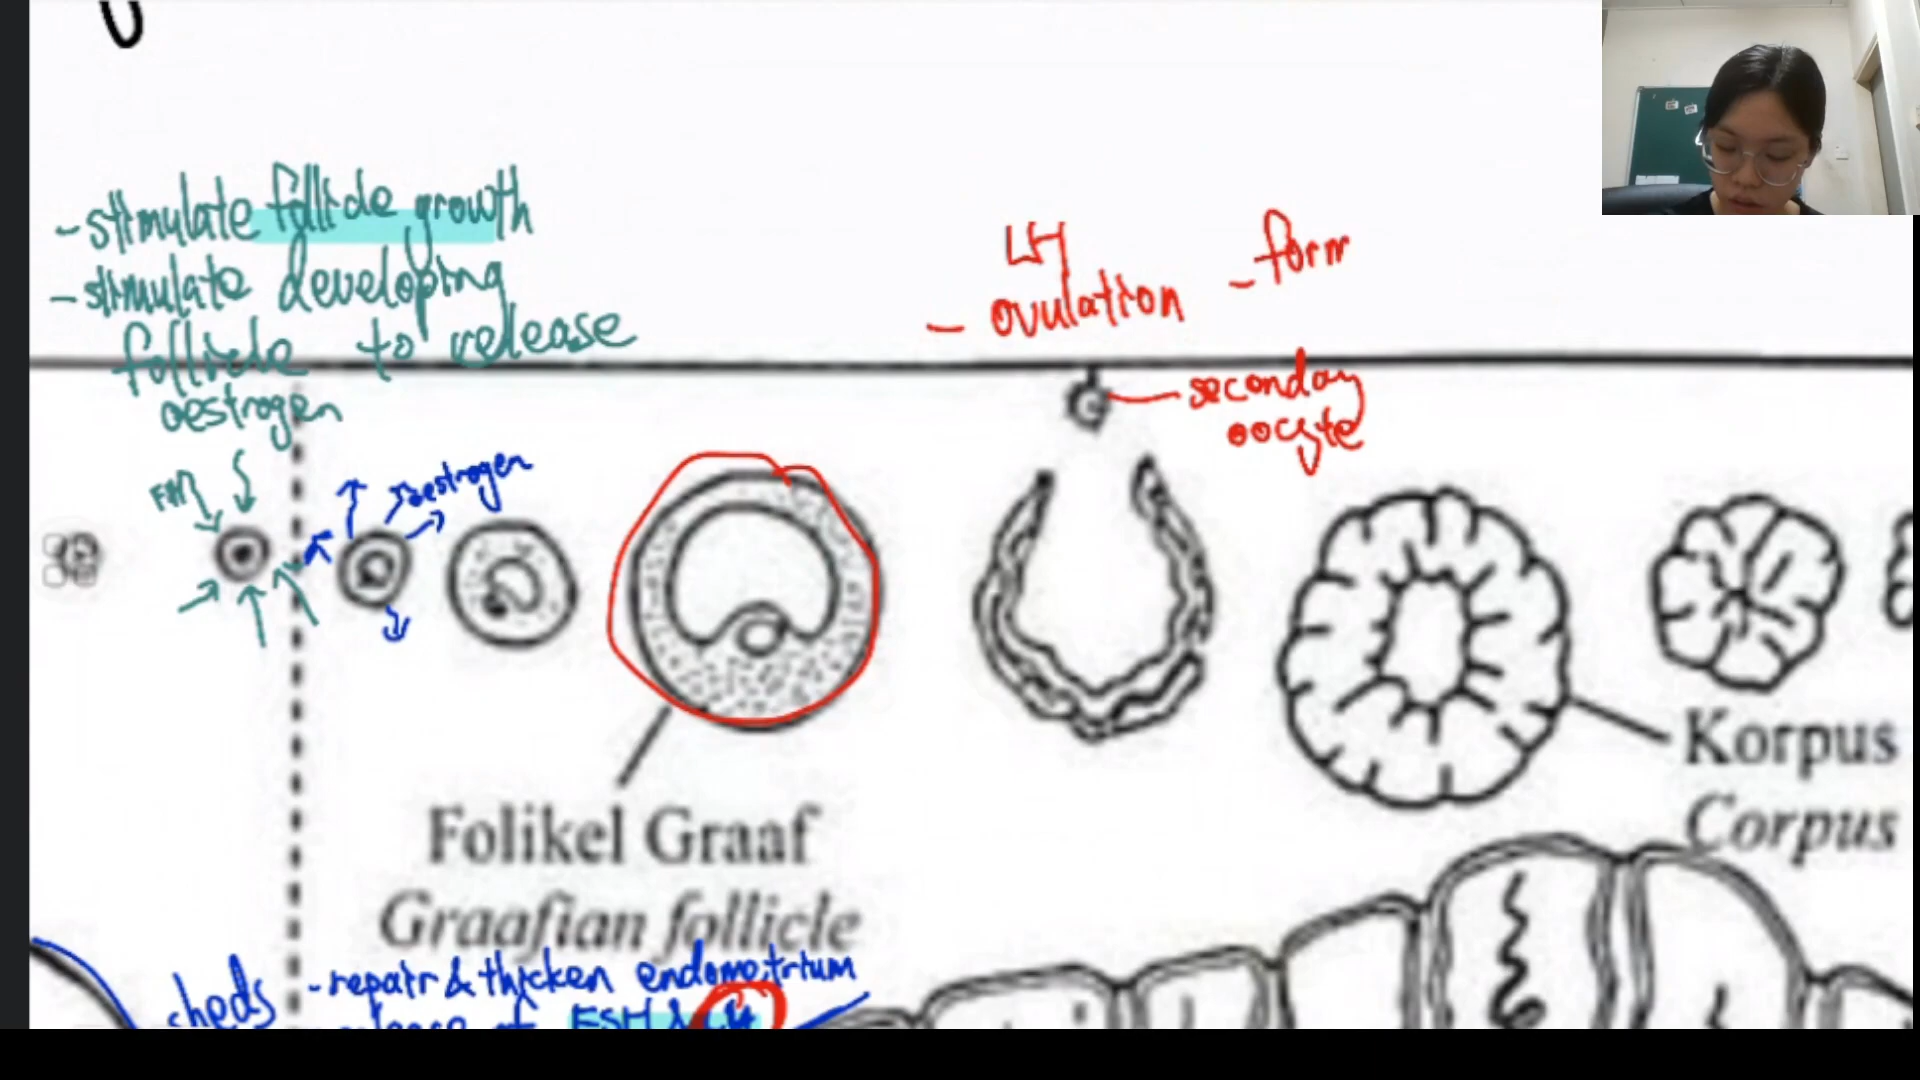 - stimulate follicle growth
- stimulate developing
follicle to release
oestrogen
LH
- ovulation
- form
secondary
oocyte
FSH
oestrogen
Folikel Graaf
Graafian follicle
Korpus
Corpus
sheds
- repair & thicken endometrium
FSH & LH